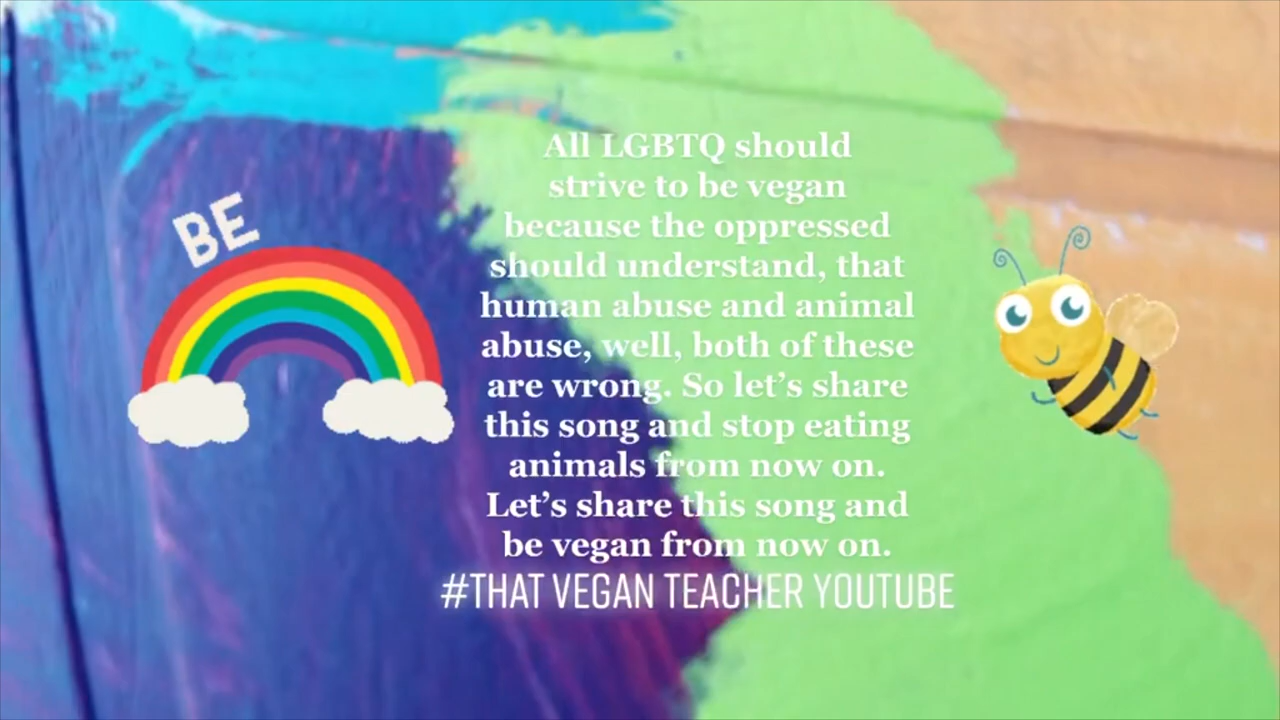 BE
All LGBTQ should
strive to be vegan
because the oppressed
should understand, that
human abuse and animal
abuse, well, both of these
are wrong. So let’s share
this song and stop eating
animals from now on.
Let’s share this song and
be vegan from now on.
#THAT VEGAN TEACHER YOUTUBE